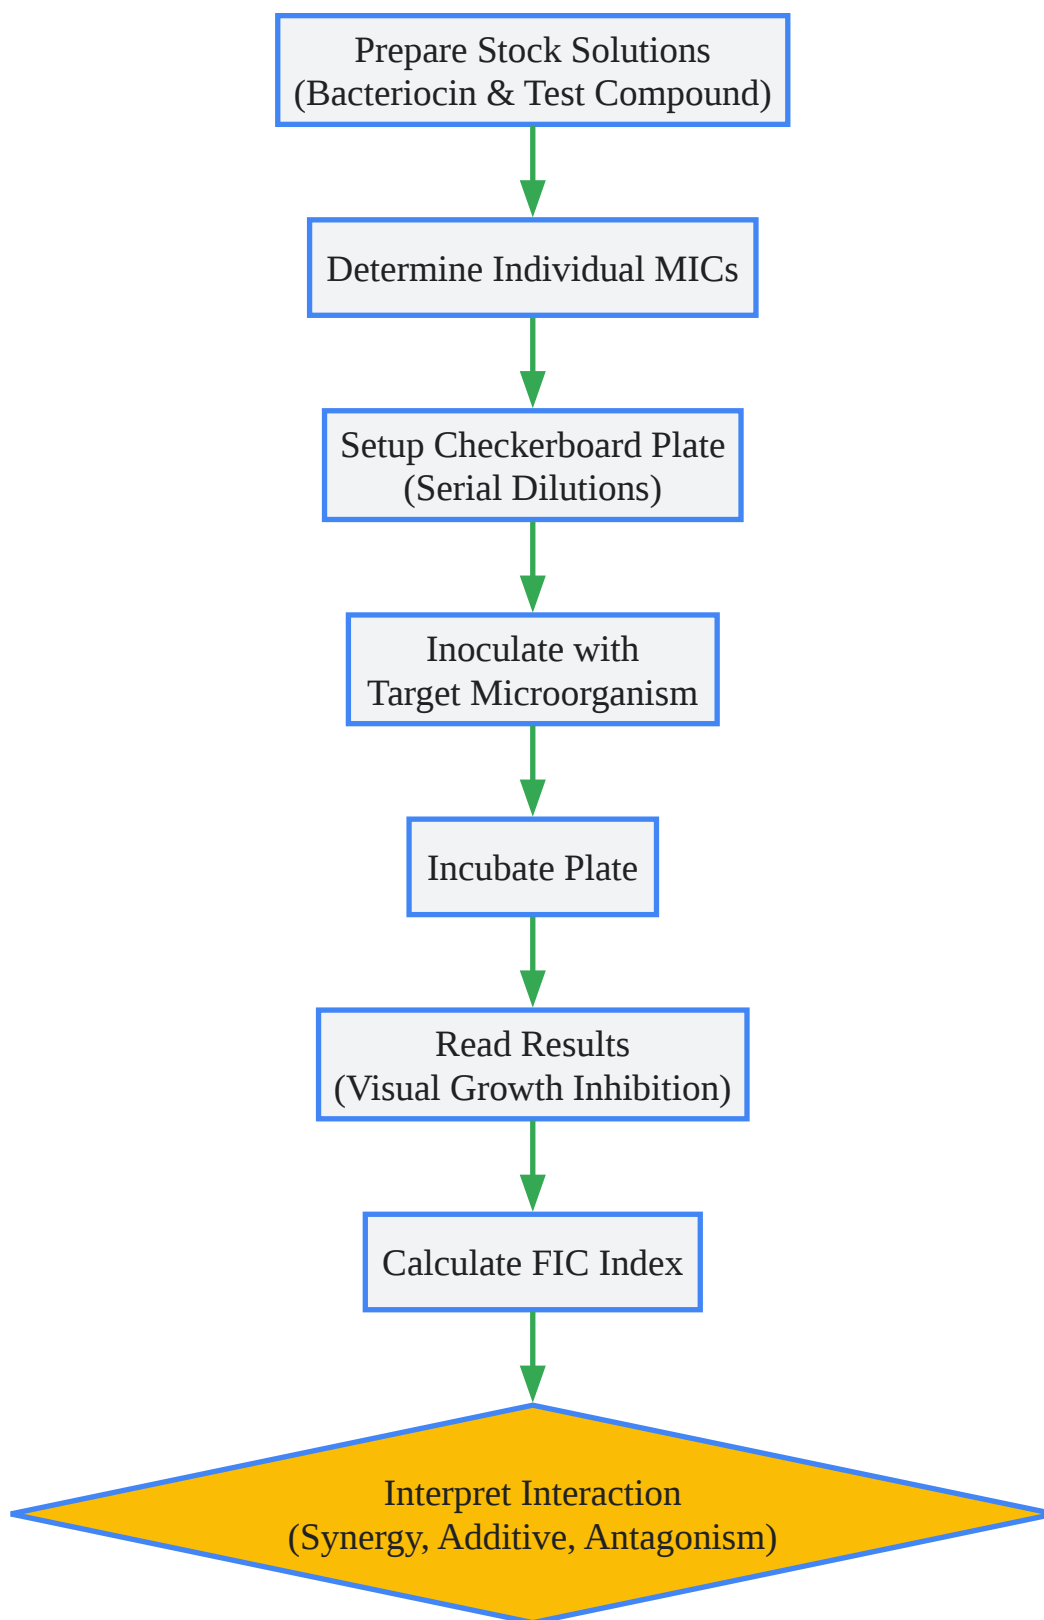 Prepare Stock Solutions
(Bacteriocin & Test Compound)
Determine Individual MICs
Setup Checkerboard Plate
(Serial Dilutions)
Inoculate with
Target Microorganism
Incubate Plate
Read Results
(Visual Growth Inhibition)
Calculate FIC Index
Interpret Interaction
(Synergy, Additive, Antagonism)